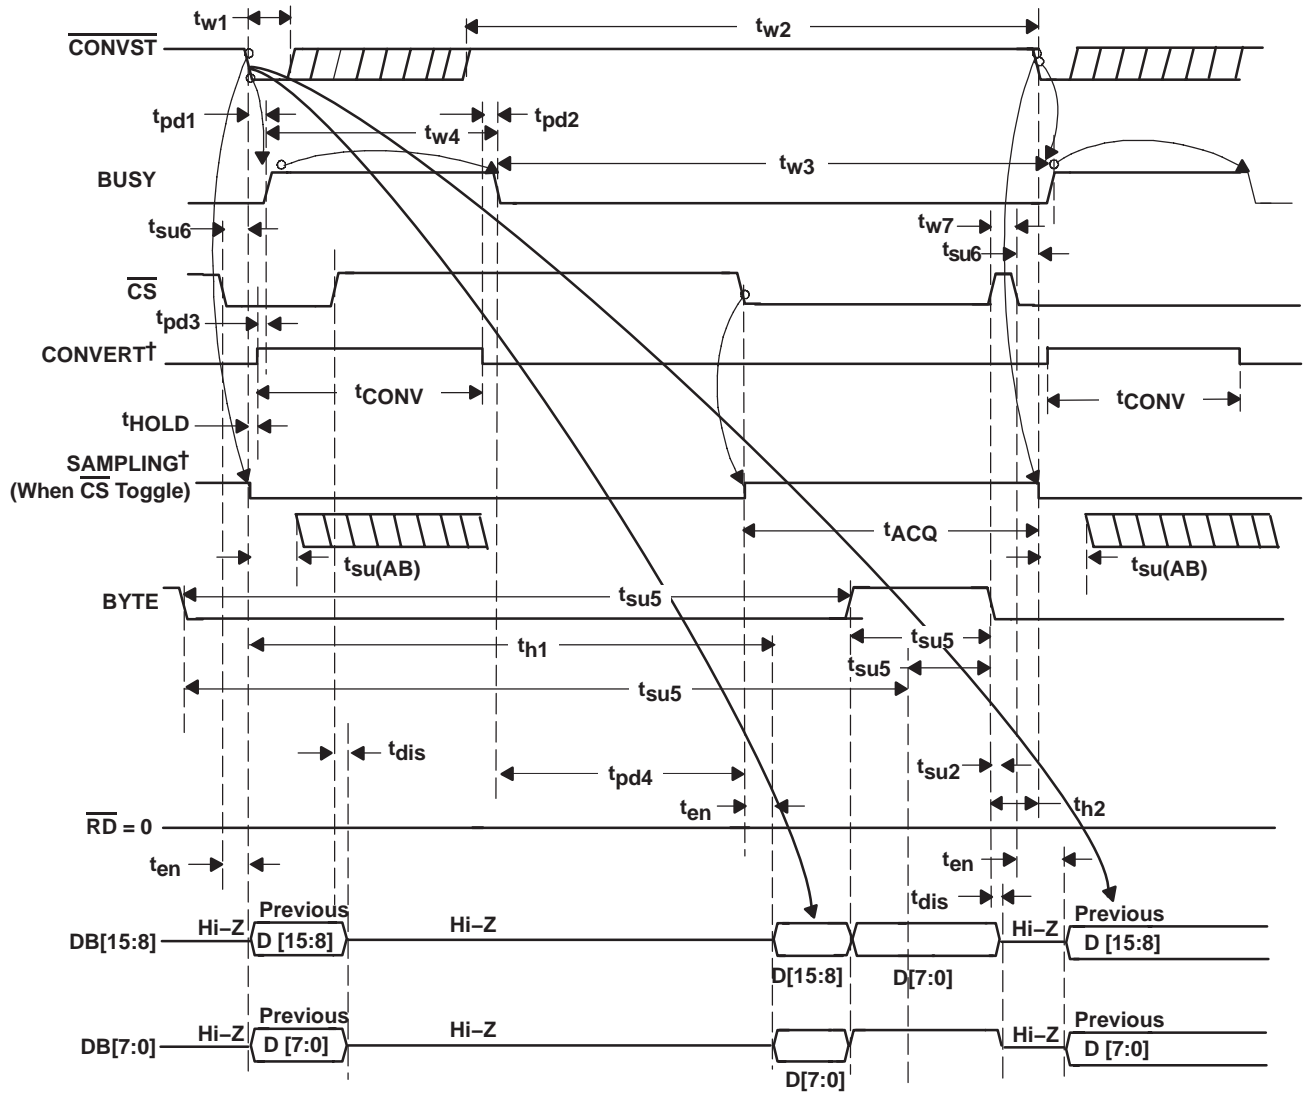 tw1
tw2
CONVST
tpd1
tw4
tpd2
tw3
BUSY
tsu6
tw7
tsu6
CS
tpd3
CONVERT†
tCONV
tCONV
tHOLD
SAMPLING†
(When CS Toggle)
tACQ
tsu(AB)
tsu(AB)
BYTE
tsu5
tsu5
th1
tsu5
tsu5
tdis
tsu2
tpd4
ten
th2
RD = 0
ten
ten
tdis
Previous
Previous
Hi–Z
Hi–Z
Hi–Z
DB[15:8]
D [15:8]
D [15:8]
D[15:8]
D[7:0]
Previous
Previous
Hi–Z
Hi–Z
Hi–Z
DB[7:0]
D [7:0]
D [7:0]
D[7:0]